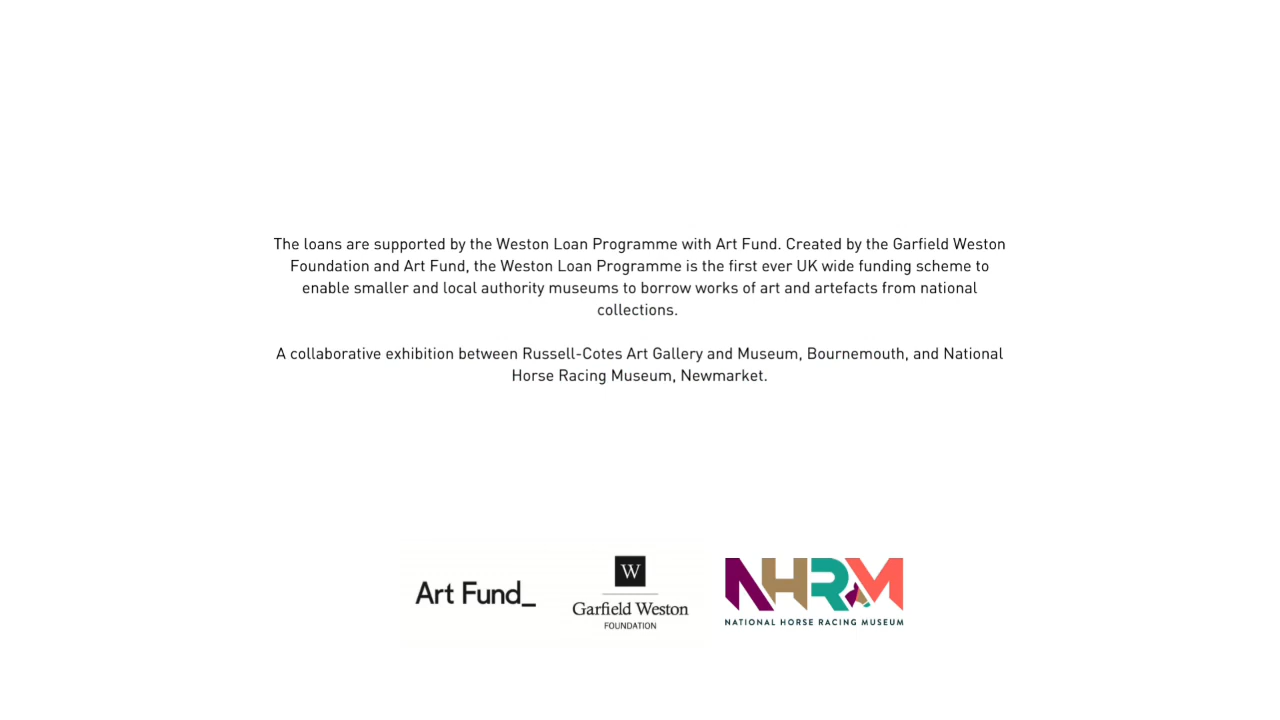 The loans are supported by the Weston Loan Programme with Art Fund. Created by the Garfield Weston
Foundation and Art Fund, the Weston Loan Programme is the first ever UK wide funding scheme to
enable smaller and local authority museums to borrow works of art and artefacts from national
collections.
A collaborative exhibition between Russell-Cotes Art Gallery and Museum, Bournemouth, and National
Horse Racing Museum, Newmarket.
Art Fund_
W
Garfield Weston
FOUNDATION
NHRM
NATIONAL HORSE RACING MUSEUM